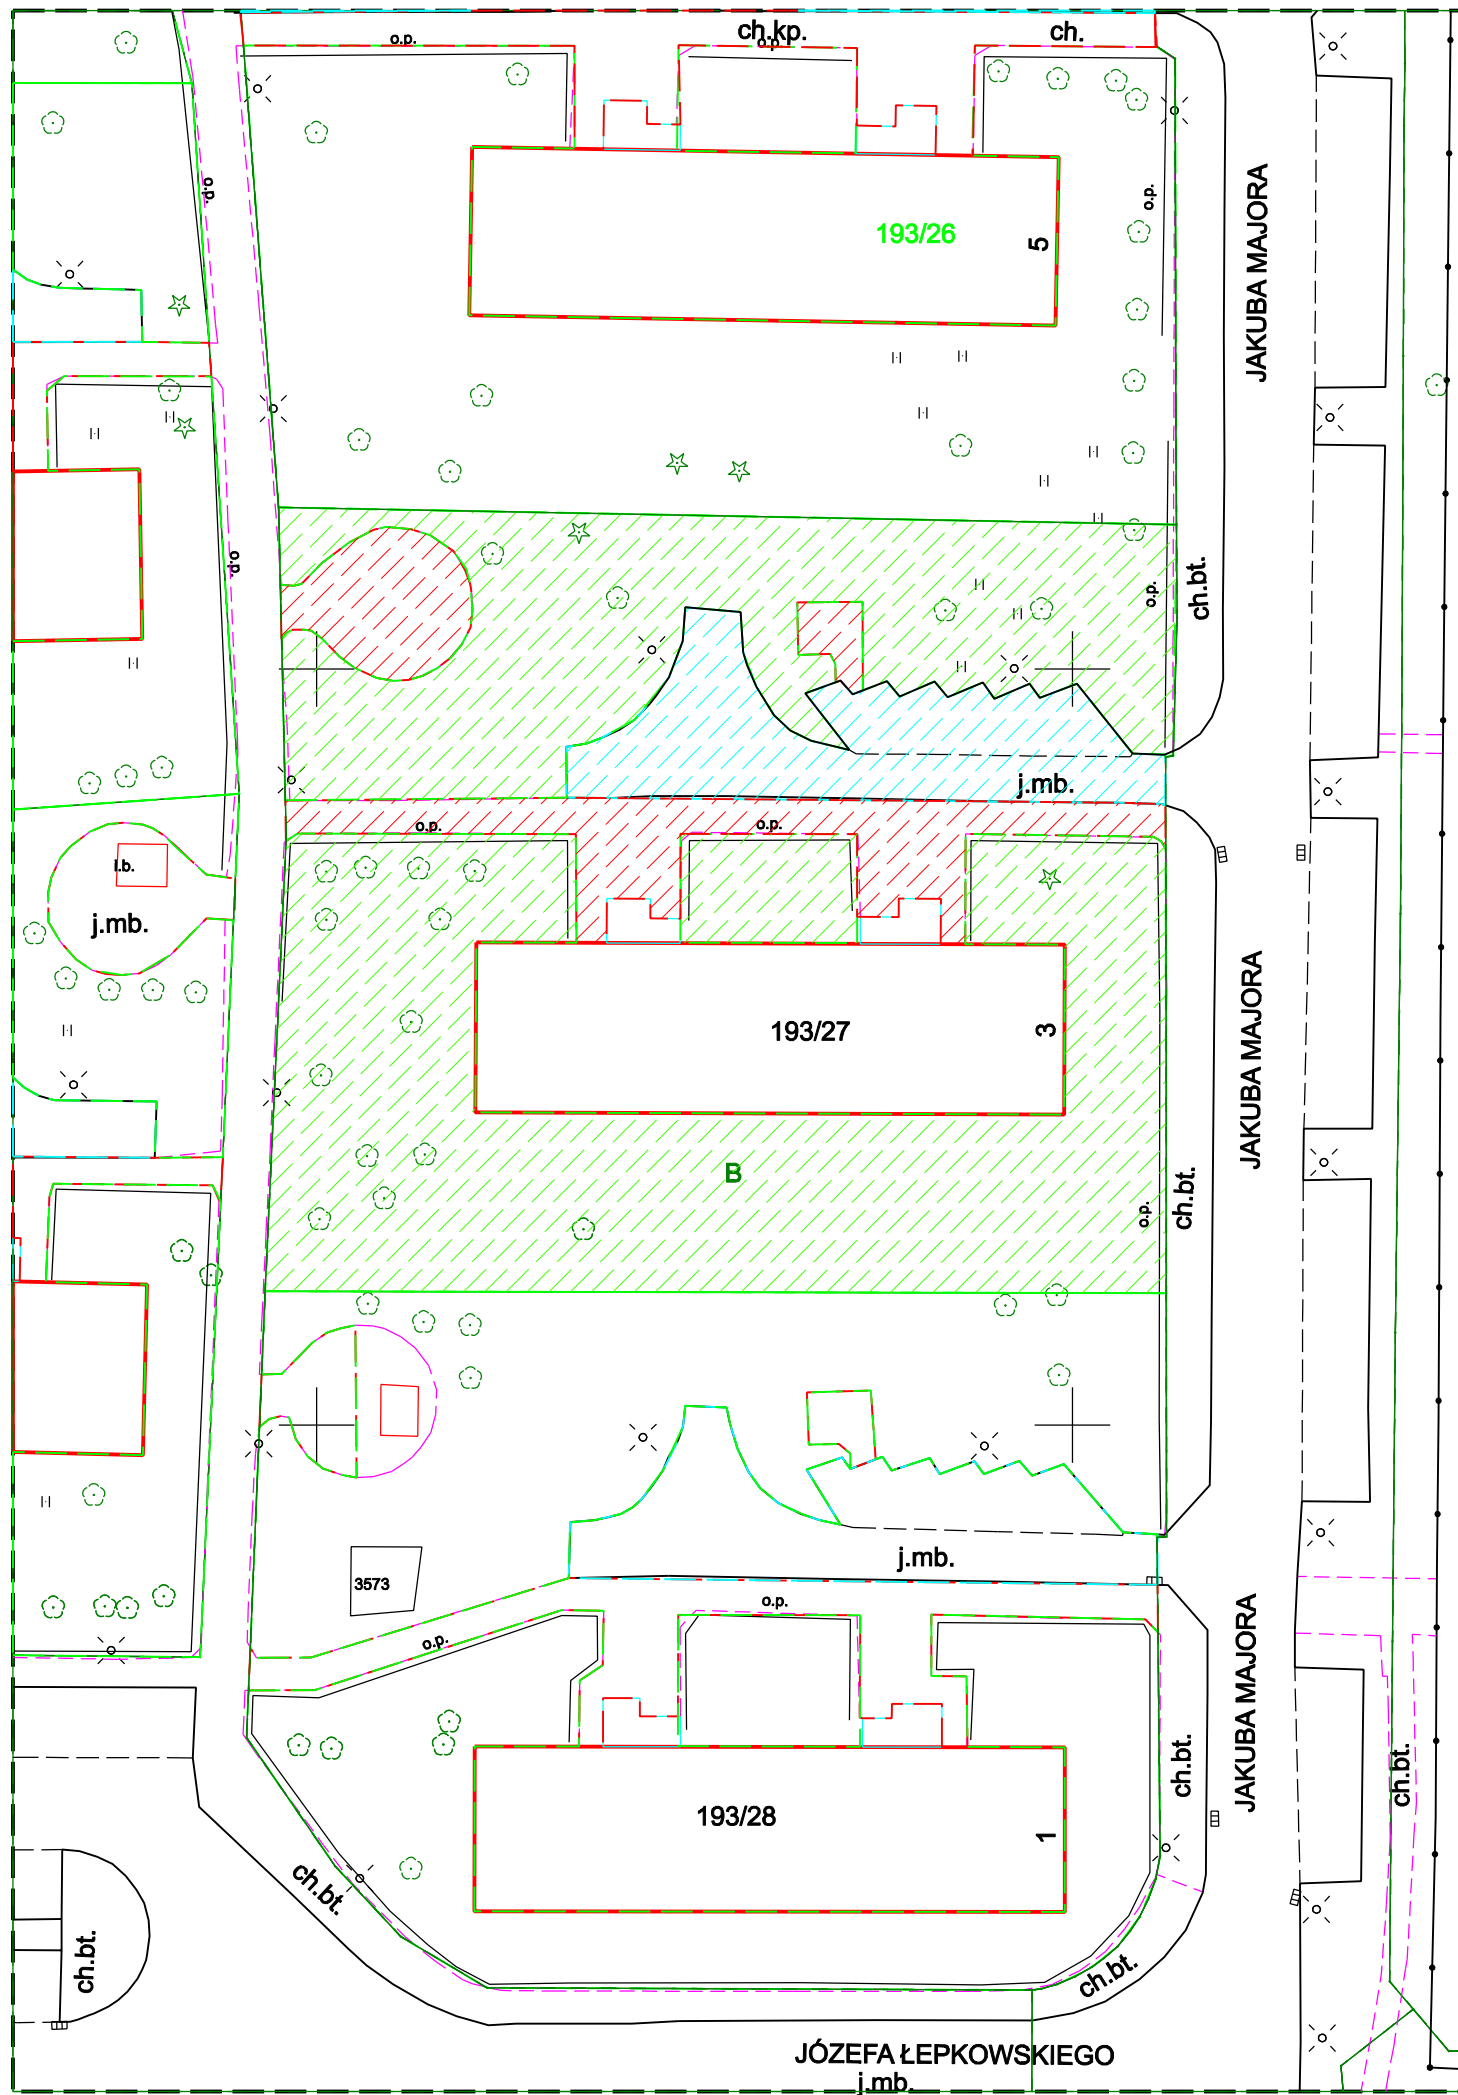 o.p.
ch.kp.
o.p.
ch.
o.p.
o.p.
193/26
5
JAKUBA MAJORA
o.p.
o.p.
ch.bt.
j.mb.
o.p.
o.p.
l.b.
j.mb.
193/27
3
JAKUBA MAJORA
B
o.p.
ch.bt.
j.mb.
3573
o.p.
o.p.
JAKUBA MAJORA
ch.bt.
ch.bt.
193/28
1
ch.bt.
ch.bt.
ch.bt.
JÓZEFA ŁEPKOWSKIEGO
j.mb.